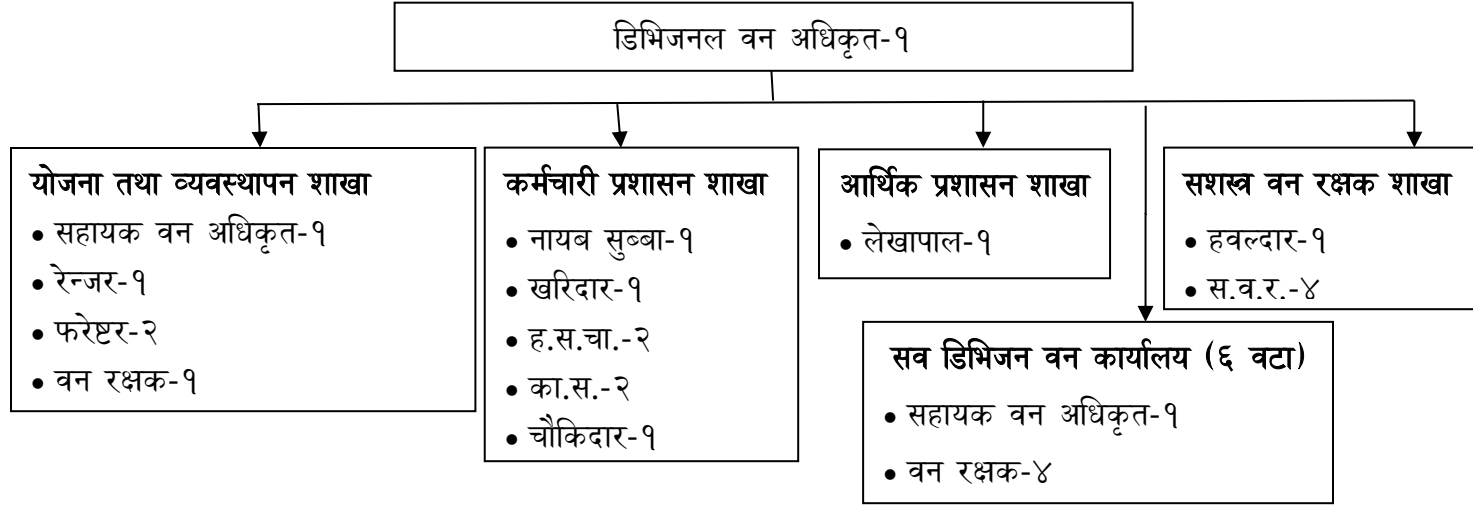 डिभिजनल वन अधिकृत-१
योजना तथा व्यवस्थापन शाखा
• सहायक वन अधिकृत-१
• रेन्जर-१
• फरेष्टर-२
• वन रक्षक-१
कर्मचारी प्रशासन शाखा
• नायब सुब्बा-१
• खरिदार-१
• ह.स.चा.-२
• का.स.-२
• चौकिदार-१
आर्थिक प्रशासन शाखा
• लेखापाल-१
सशस्त्र वन रक्षक शाखा
• हवल्दार-१
• स.व.र.-४
सव डिभिजन वन कार्यालय (६ वटा)
• सहायक वन अधिकृत-१
• वन रक्षक-४